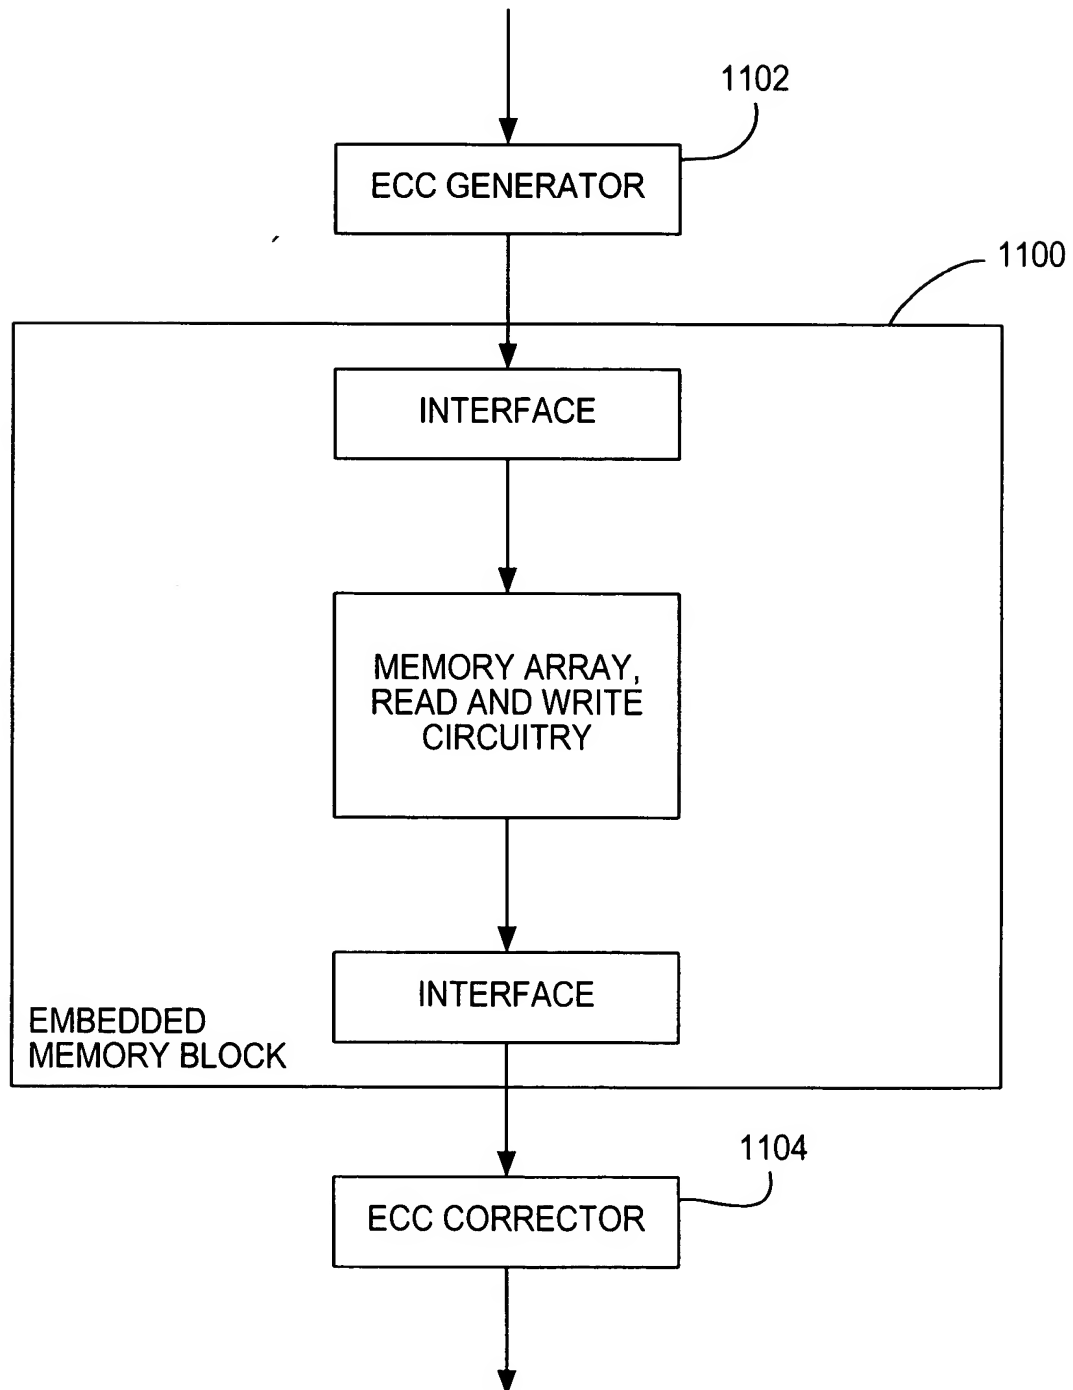 1102
ECC GENERATOR
1100
INTERFACE
MEMORY ARRAY,
READ AND WRITE
CIRCUITRY
INTERFACE
EMBEDDED
MEMORY BLOCK
1104
ECC CORRECTOR